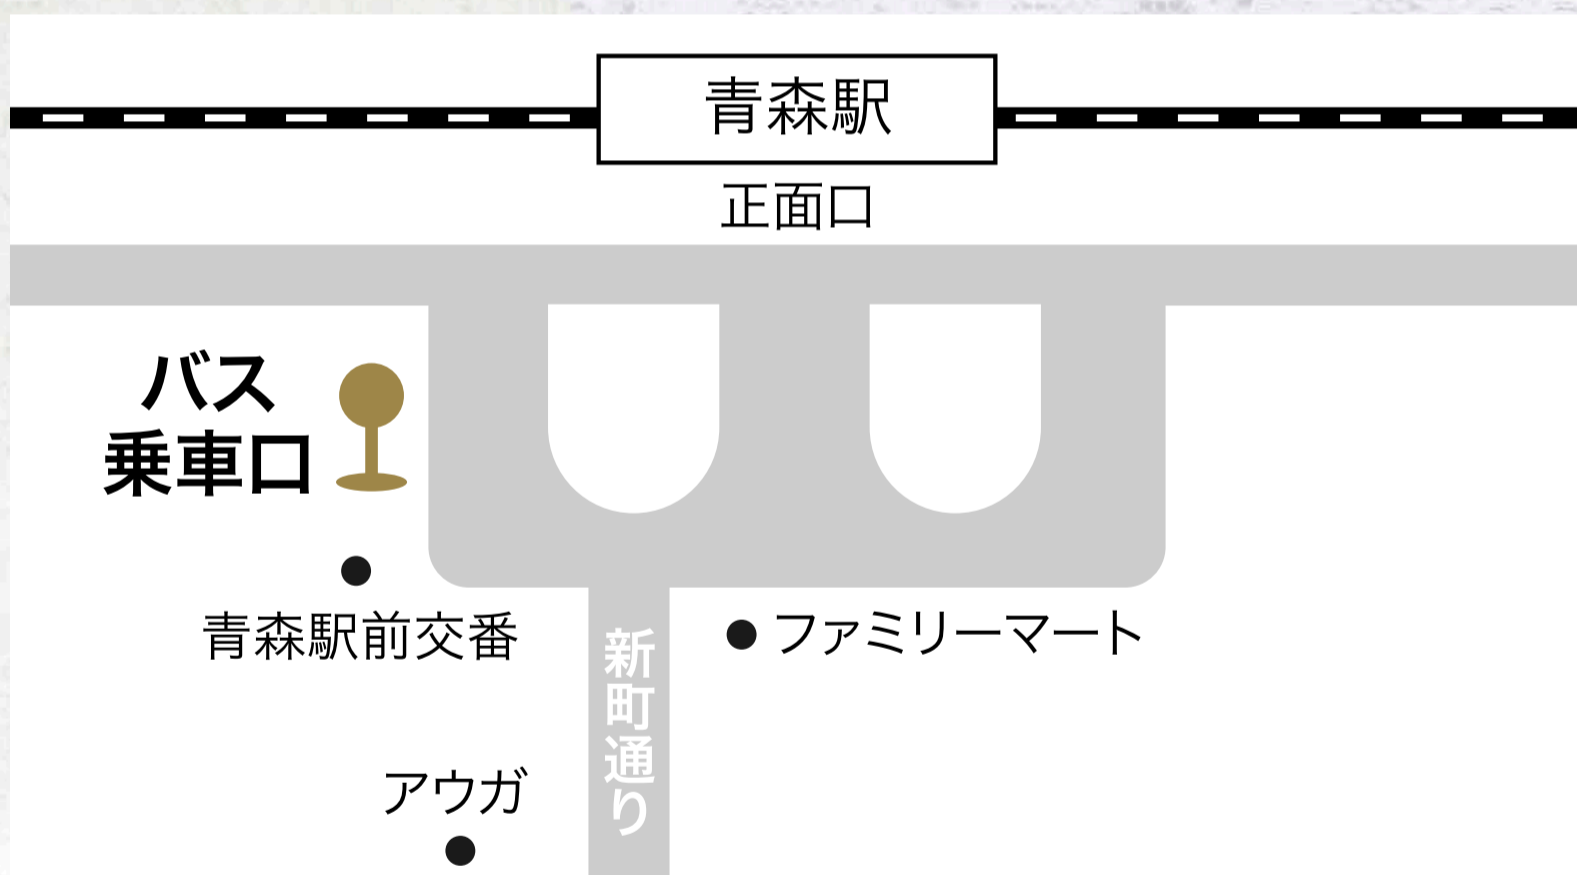 青森駅
正面口
バス
乗車口
青森駅前交番
ファミリーマート
新町通り
アウガ